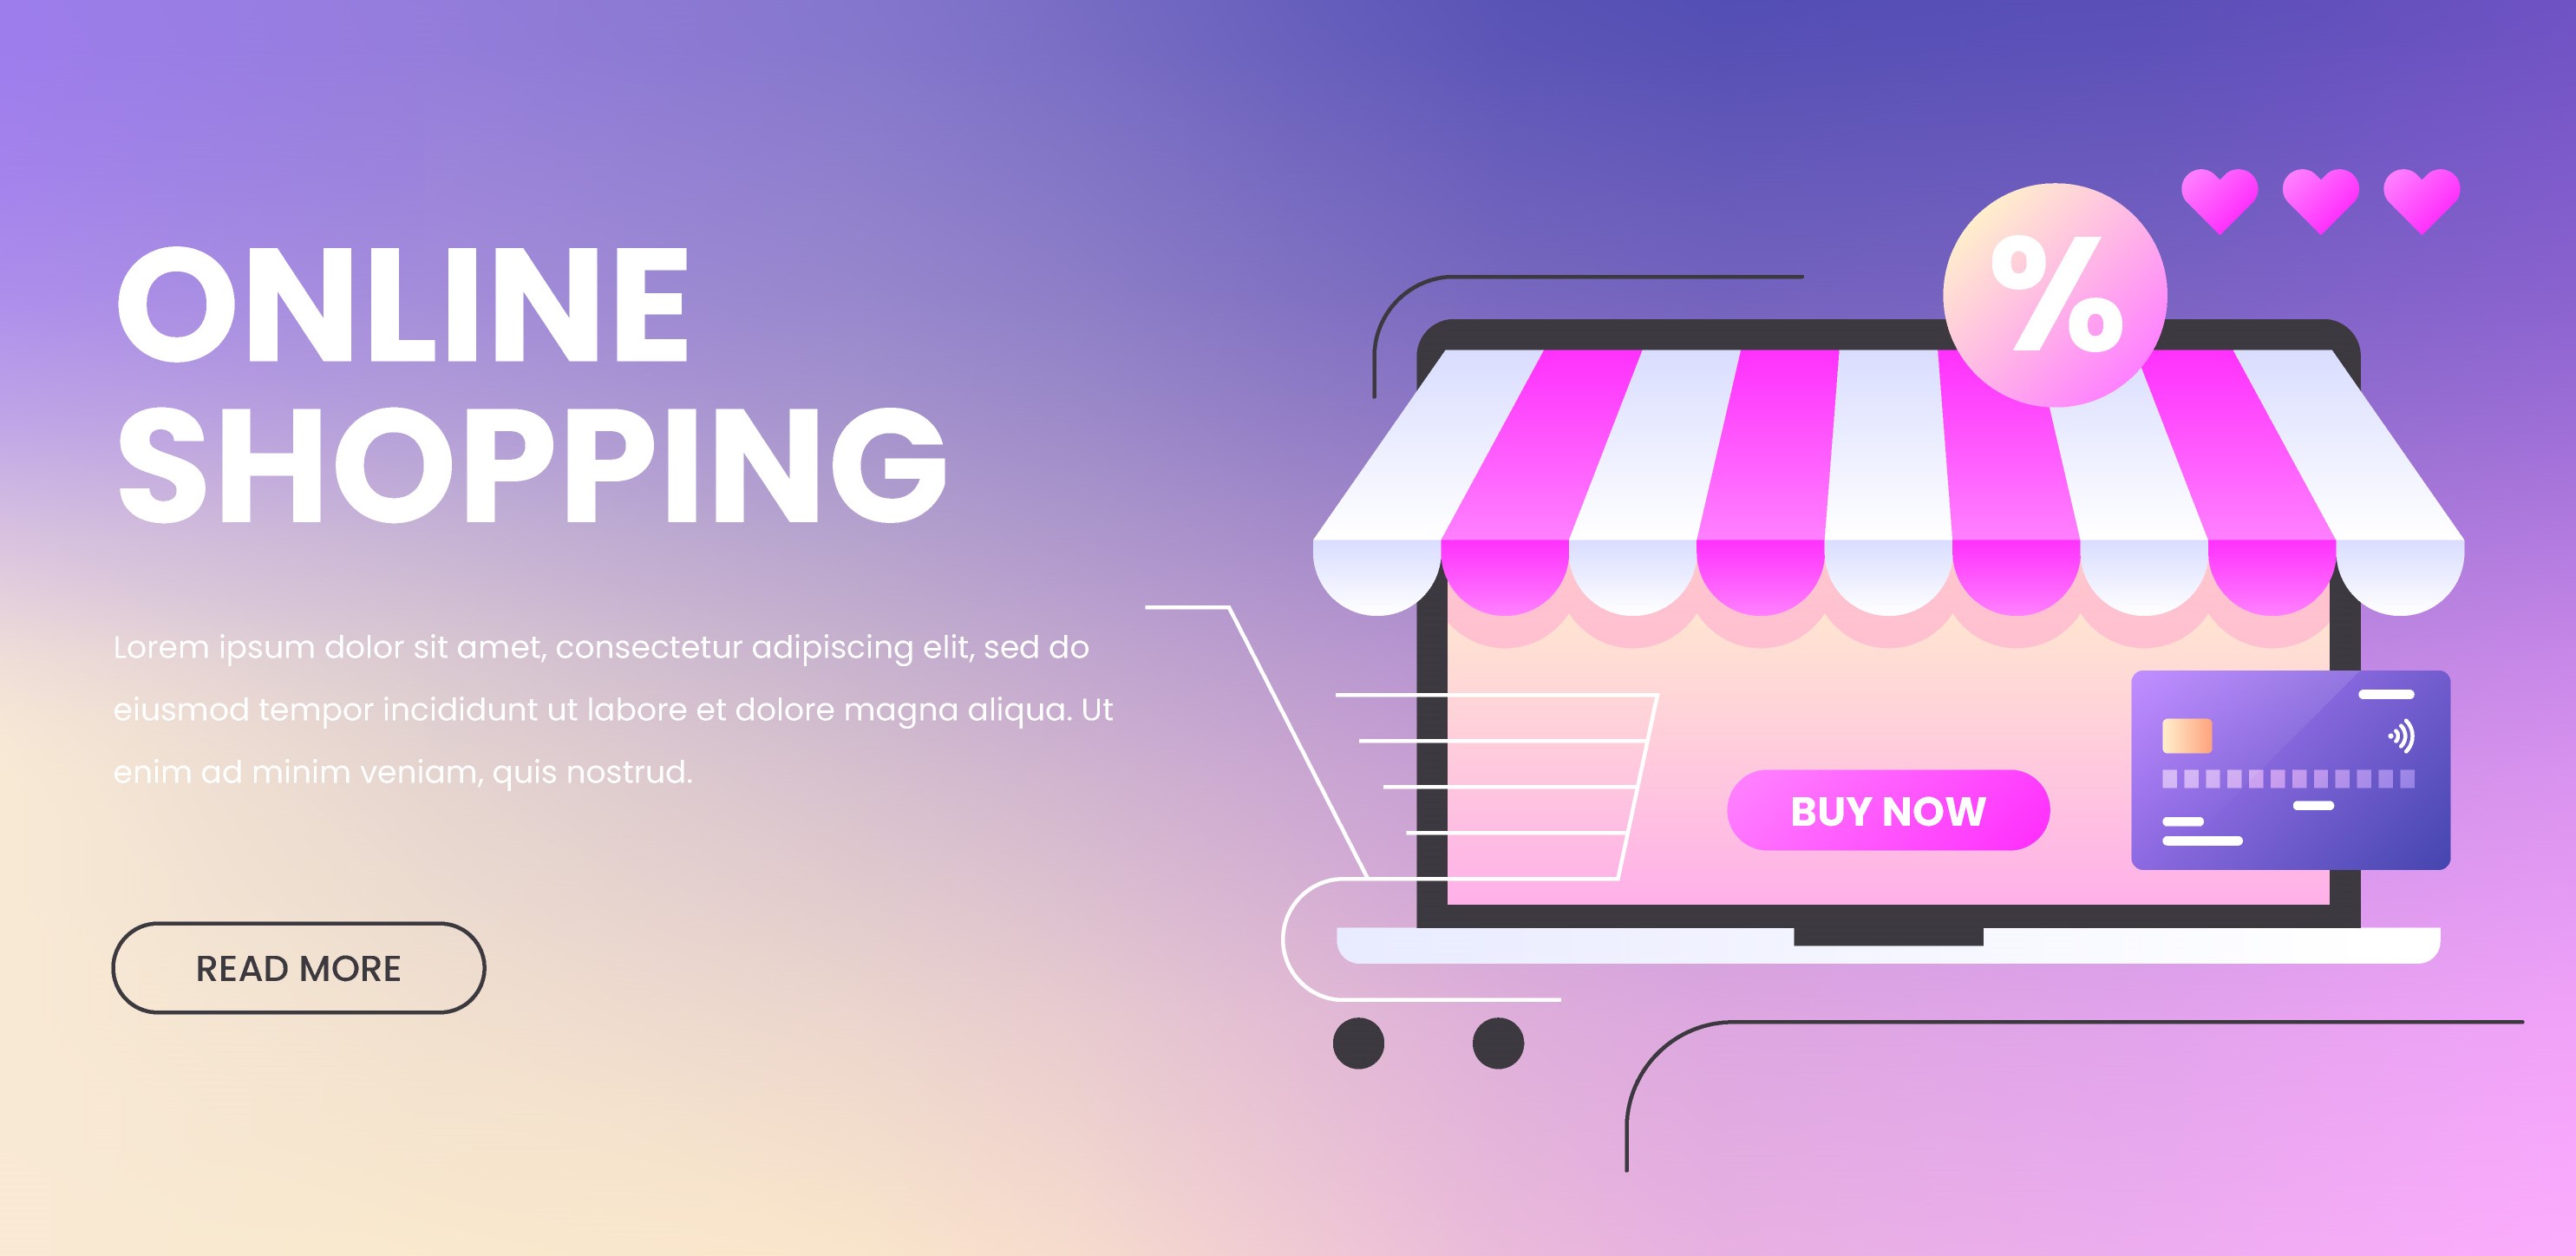 ONLINE
SHOPPING
Lorem ipsum dolor sit amet, consectetur adipiscing elit, sed do
eiusmod tempor incididunt ut labore et dolore magna aliqua. Ut
enim ad minim veniam, quis nostrud.
READ MORE
%
BUY NOW